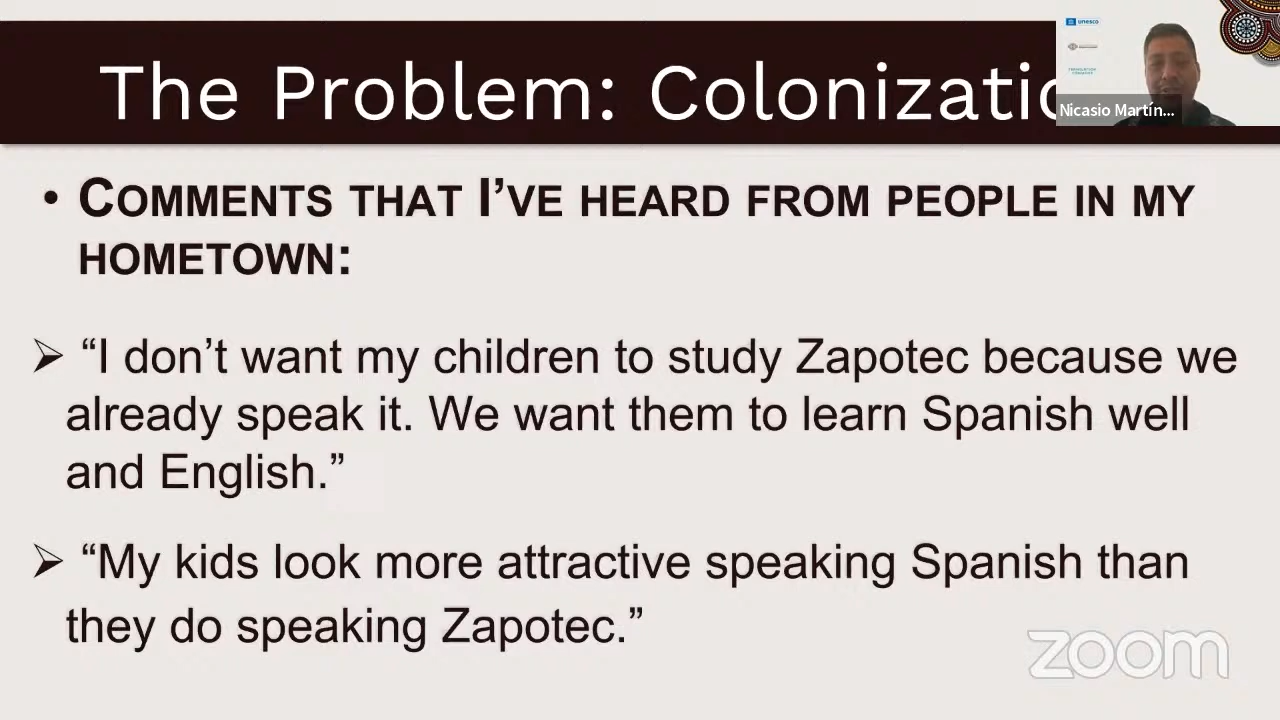 The Problem: Colonizatio
unesco
Nicasio Martín...
• COMMENTS THAT I’VE HEARD FROM PEOPLE IN MY
HOMETOWN:
➢ “I don’t want my children to study Zapotec because we
already speak it. We want them to learn Spanish well
and English.”
➢ “My kids look more attractive speaking Spanish than
they do speaking Zapotec.”
zoom